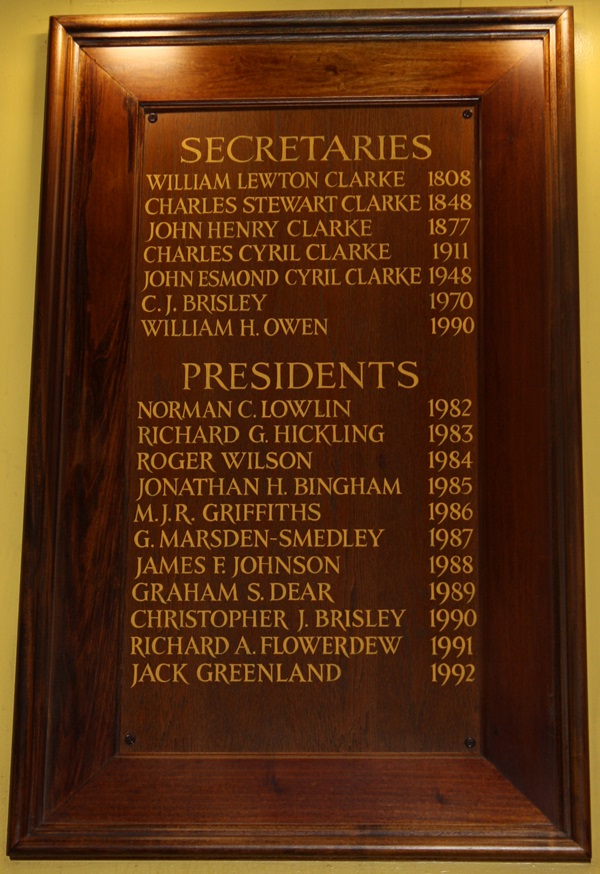 SECRETARIES
WILLIAM LEWTON CLARKE 1808
CHARLES STEWART CLARKE 1848
JOHN HENRY CLARKE 1877
CHARLES CYRIL CLARKE 1911
JOHN ESMOND CYRIL CLARKE 1948
C. J. BRISLEY 1970
WILLIAM H. OWEN 1990
PRESIDENTS
NORMAN C. LOWLIN 1982
RICHARD G. HICKLING 1983
ROGER WILSON 1984
JONATHAN H. BINGHAM 1985
M.J.R. GRIFFITHS 1986
G. MARSDEN-SMEDLEY 1987
JAMES F. JOHNSON 1988
GRAHAM S. DEAR 1989
CHRISTOPHER J. BRISLEY 1990
RICHARD A. FLOWERDEW 1991
JACK GREENLAND 1992